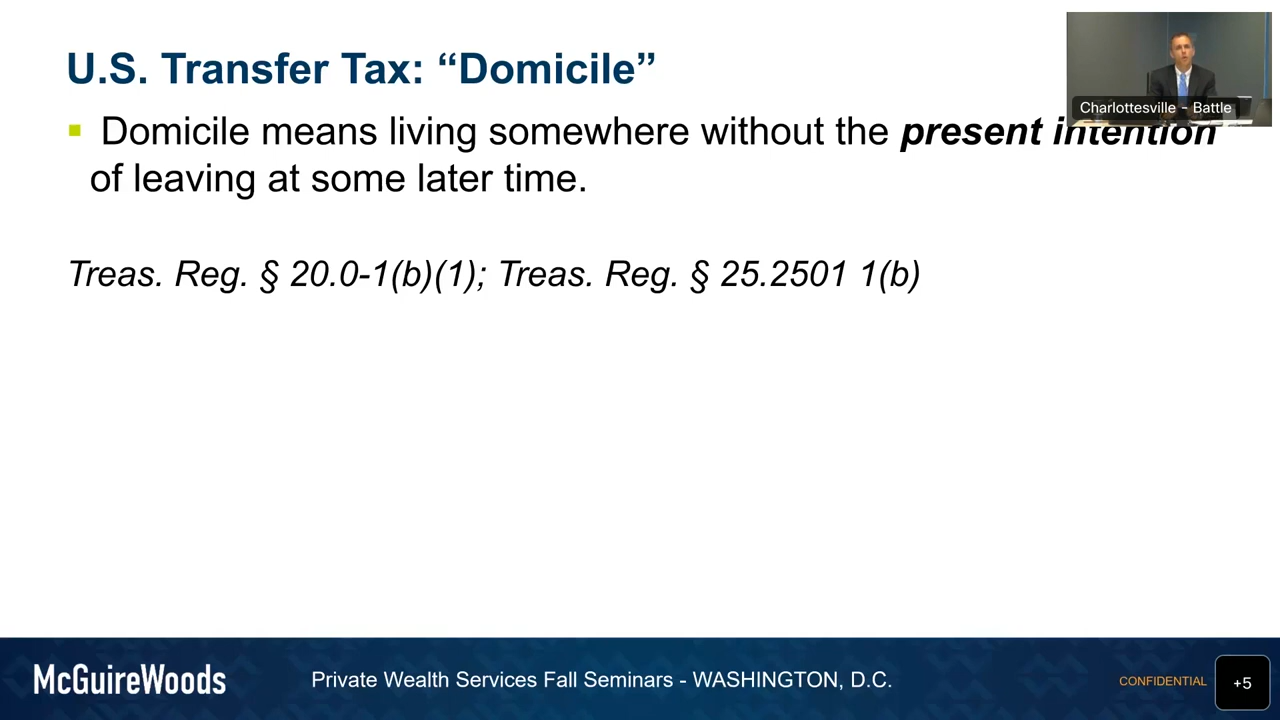 U.S. Transfer Tax: “Domicile”
Charlottesville - Battle
▪ Domicile means living somewhere without the present intention
of leaving at some later time.
Treas. Reg. § 20.0-1(b)(1); Treas. Reg. § 25.2501 1(b)
McGuireWoods
Private Wealth Services Fall Seminars - WASHINGTON, D.C.
CONFIDENTIAL
+5